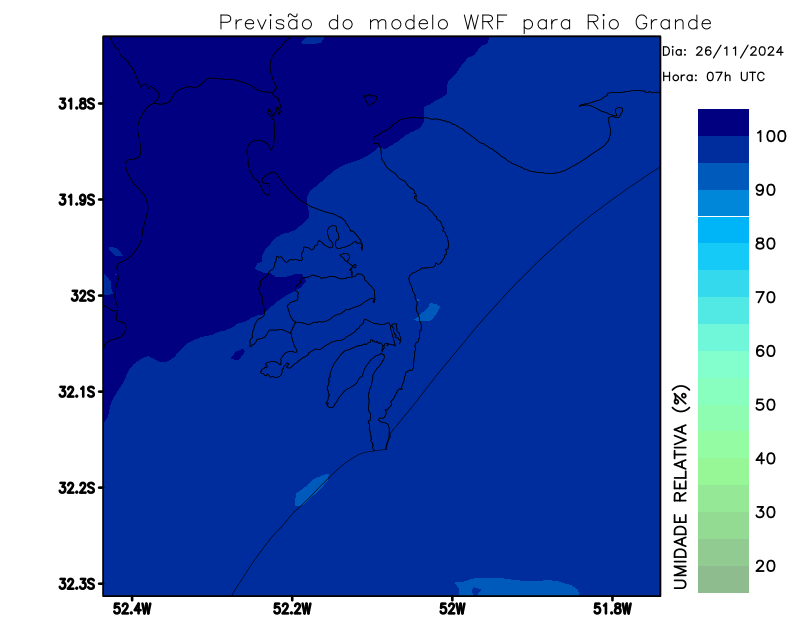 Previsão do modelo WRF para Rio Grande
Dia: 26/11/2024
Hora: 07h UTC
31.8S
31.9S
32S
32.1S
32.2S
32.3S
52.4W
52.2W
52W
51.8W
UMIDADE RELATIVA (%)
100
90
80
70
60
50
40
30
20